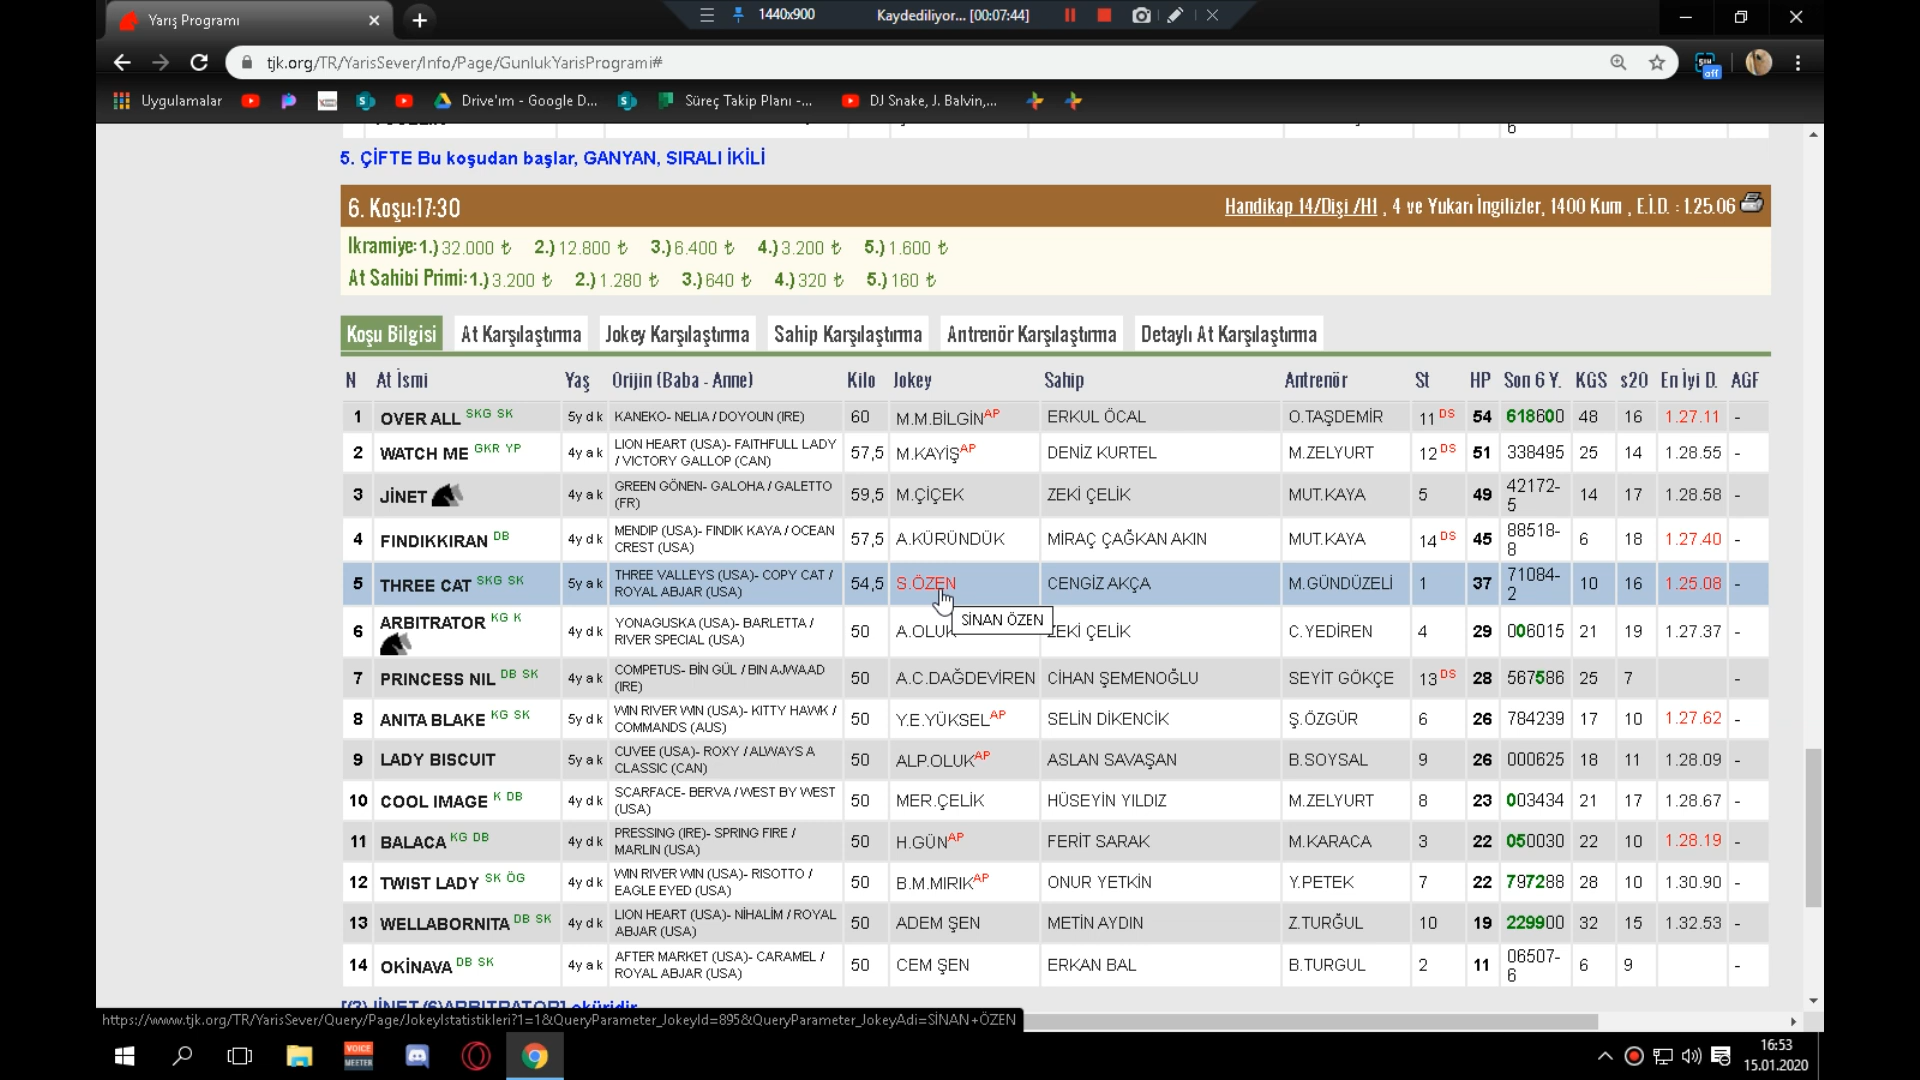 Yarış Programı
1440x900
Kaydediliyor... [00:07:44]
tjk.org/TR/YarisSever/Info/Page/GunlukYarisProgrami#
Uygulamalar
Drive'ım - Google D...
Süreç Takip Planı -...
DJ Snake, J. Balvin,...
6
5. ÇİFTE Bu koşudan başlar, GANYAN, SIRALI İKİLİ
6. Koşu:17:30
Handikap 14/Dişi /H1 , 4 ve Yukarı İngilizler, 1400 Kum , E.İ.D. : 1.25.06
Ikramiye:1.) 32.000 ₺ 2.) 12.800 ₺ 3.) 6.400 ₺ 4.) 3.200 ₺ 5.) 1.600 ₺
At Sahibi Primi:1.) 3.200 ₺ 2.) 1.280 ₺ 3.) 640 ₺ 4.) 320 ₺ 5.) 160 ₺
Koşu Bilgisi At Karşılaştırma Jokey Karşılaştırma Sahip Karşılaştırma Antrenör Karşılaştırma Detaylı At Karşılaştırma
N At İsmi Yaş Orijin (Baba - Anne) Kilo Jokey Sahip Antrenör St HP Son 6 Y. KGS s20 En İyi D. AGF
1 OVER ALL SKG SK 5y d k KANEKO- NELIA / DOYOUN (IRE) 60 M.M.BİLGİN AP ERKUL ÖCAL O.TAŞDEMİR 11 DS 54 618600 48 16 1.27.11 -
2 WATCH ME GKR YP 4y a k LION HEART (USA)- FAITHFULL LADY / VICTORY GALLOP (CAN) 57,5 M.KAYİŞ AP DENİZ KURTEL M.ZELYURT 12 DS 51 338495 25 14 1.28.55 -
3 JİNET 4y a k GREEN GÖNEN- GALOHA / GALETTO (FR) 59,5 M.ÇİÇEK ZEKİ ÇELİK MUT.KAYA 5 49 42172-5 14 17 1.28.58 -
4 FINDIKKIRAN DB 4y d k MENDIP (USA)- FINDIK KAYA / OCEAN CREST (USA) 57,5 A.KÜRÜNDÜK MİRAÇ ÇAĞKAN AKIN MUT.KAYA 14 DS 45 88518-8 6 18 1.27.40 -
5 THREE CAT SKG SK 5y a k THREE VALLEYS (USA)- COPY CAT / ROYAL ABJAR (USA) 54,5 S.ÖZEN CENGİZ AKÇA M.GÜNDÜZELİ 1 37 71084-2 10 16 1.25.08 -
SİNAN ÖZEN
6 ARBITRATOR KG K 4y d k YONAGUSKA (USA)- BARLETTA / RIVER SPECIAL (USA) 50 A.OLUK ZEKİ ÇELİK C.YEDİREN 4 29 006015 21 19 1.27.37 -
7 PRINCESS NIL DB SK 4y a k COMPETUS- BİN GÜL / BIN AJWAAD (IRE) 50 A.C.DAĞDEVİREN CİHAN ŞEMENOĞLU SEYİT GÖKÇE 13 DS 28 567586 25 7 -
8 ANITA BLAKE KG SK 5y d k WIN RIVER WIN (USA)- KITTY HAWK / COMMANDS (AUS) 50 Y.E.YÜKSEL AP SELİN DİKENCİK Ş.ÖZGÜR 6 26 784239 17 10 1.27.62 -
9 LADY BISCUIT 5y a k CUVEE (USA)- ROXY / ALWAYS A CLASSIC (CAN) 50 ALP.OLUK AP ASLAN SAVAŞAN B.SOYSAL 9 26 000625 18 11 1.28.09 -
10 COOL IMAGE K DB 4y d k SCARFACE- BERVA / WEST BY WEST (USA) 50 MER.ÇELİK HÜSEYİN YILDIZ M.ZELYURT 8 23 003434 21 17 1.28.67 -
11 BALACA KG DB 4y d k PRESSING (IRE)- SPRING FIRE / MARLIN (USA) 50 H.GÜN AP FERİT SARAK M.KARACA 3 22 050030 22 10 1.28.19 -
12 TWIST LADY SK ÖG 4y d k WIN RIVER WIN (USA)- RISOTTO / EAGLE EYED (USA) 50 B.M.MIRIK AP ONUR YETKİN Y.PETEK 7 22 797288 28 10 1.30.90 -
13 WELLABORNITA DB SK 4y d k LION HEART (USA)- NİHALİM / ROYAL ABJAR (USA) 50 ADEM ŞEN METİN AYDIN Z.TURĞUL 10 19 229900 32 15 1.32.53 -
14 OKİNAVA DB SK 4y a k AFTER MARKET (USA)- CARAMEL / ROYAL ABJAR (USA) 50 CEM ŞEN ERKAN BAL B.TURGUL 2 11 06507-6 6 9 -
[(3)JİNET,(6)ARBITRATOR] eküridir
https://www.tjk.org/TR/YarisSever/Query/Page/JokeyIstatistikleri?1=1&QueryParameter_JokeyId=895&QueryParameter_JokeyAdi=SİNAN+ÖZEN
VOICE MEETER
16:53
15.01.2020